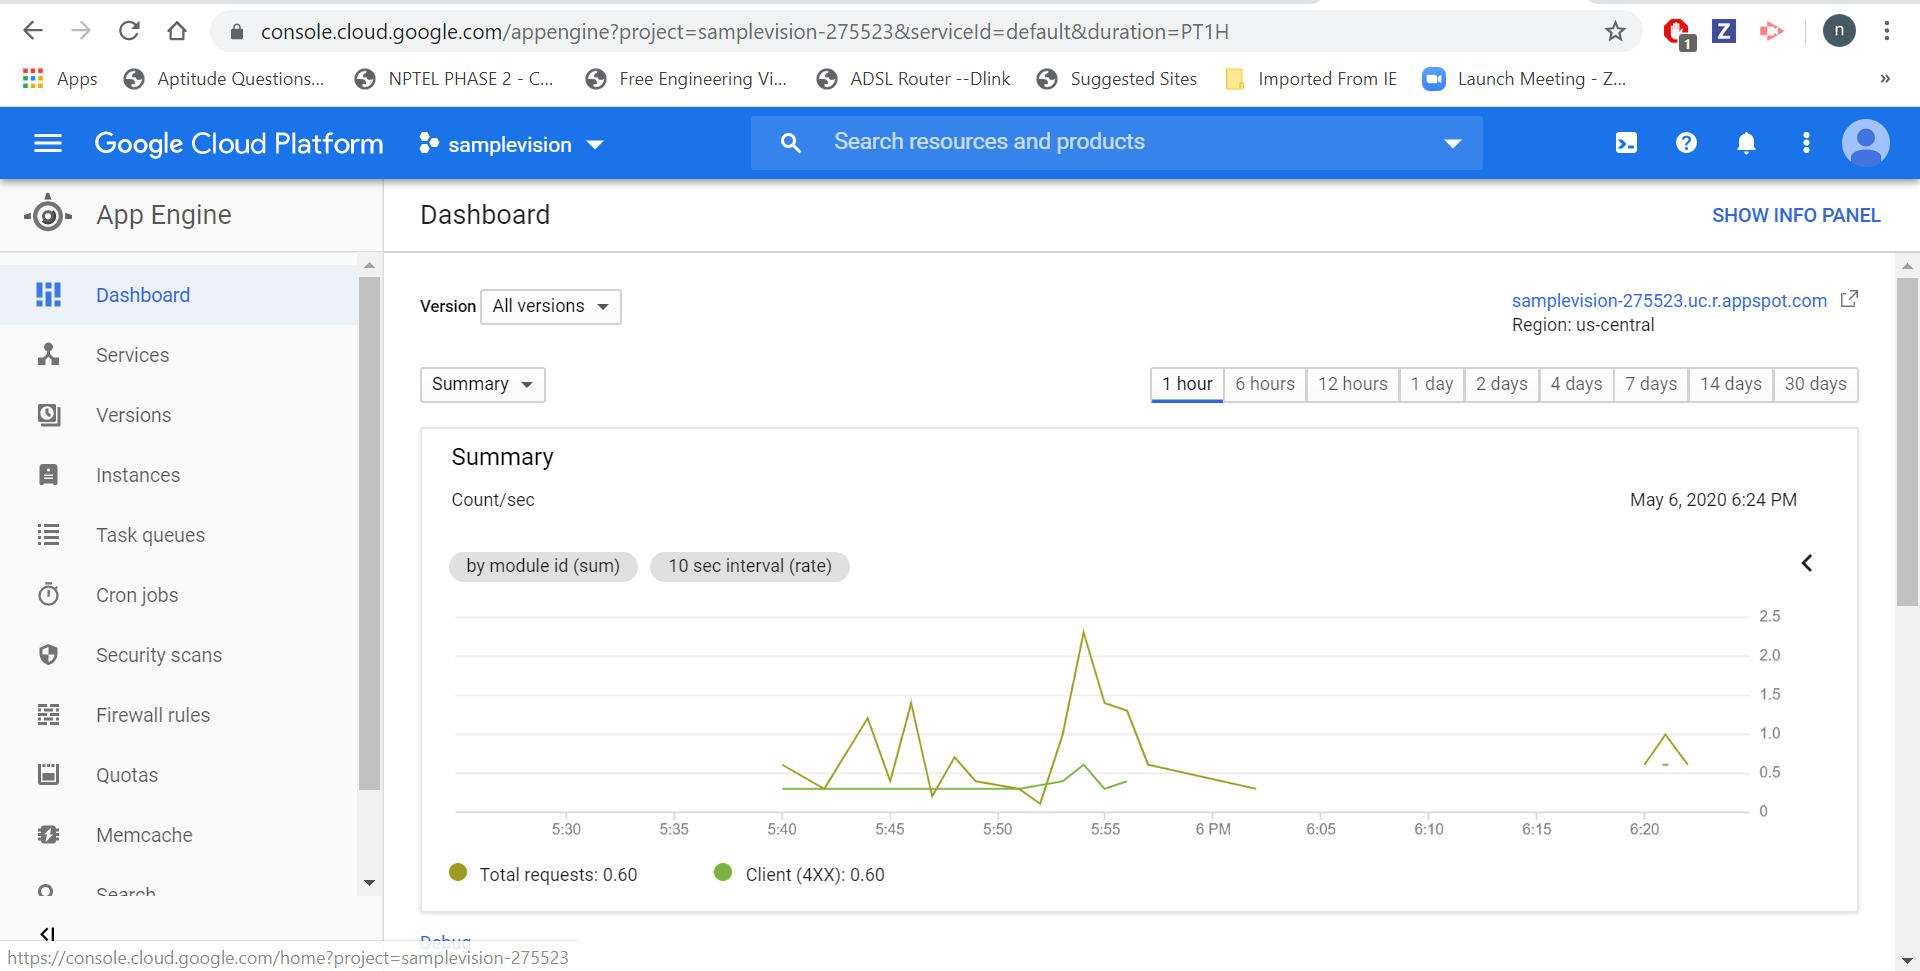 console.cloud.google.com/appengine?project=samplevision-275523&serviceId=default&duration=PT1H
1
Z
n
Apps
Aptitude Questions...
NPTEL PHASE 2 - C...
Free Engineering Vi...
ADSL Router --Dlink
Suggested Sites
Imported From IE
Launch Meeting - Z...
»
Google Cloud Platform
samplevision
Search resources and products
App Engine
Dashboard
SHOW INFO PANEL
Dashboard
Services
Versions
Instances
Task queues
Cron jobs
Security scans
Firewall rules
Quotas
Memcache
Search
Version
All versions
samplevision-275523.uc.r.appspot.com
Region: us-central
Summary
1 hour
6 hours
12 hours
1 day
2 days
4 days
7 days
14 days
30 days
Summary
Count/sec
May 6, 2020 6:24 PM
by module id (sum)
10 sec interval (rate)
2.5
2.0
1.5
1.0
0.5
0
5:30
5:35
5:40
5:45
5:50
5:55
6 PM
6:05
6:10
6:15
6:20
Total requests: 0.60
Client (4XX): 0.60
Debug
https://console.cloud.google.com/home?project=samplevision-275523